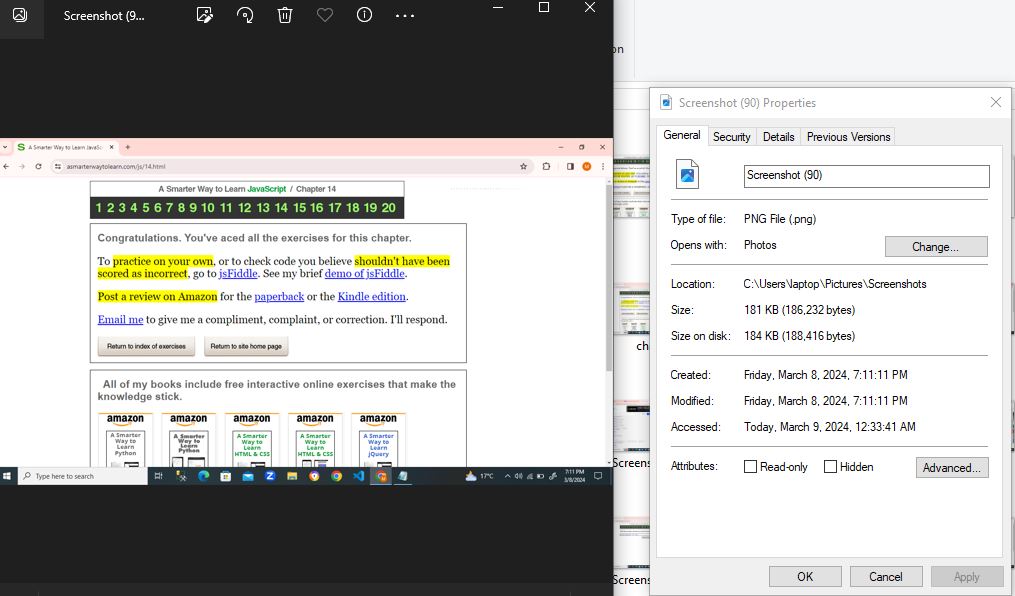 Screenshot (9...
on
A Smarter Way to Learn JavaSc
asmarterwaytolearn.com/js/14.html
A Smarter Way to Learn JavaScript / Chapter 14
1 2 3 4 5 6 7 8 9 10 11 12 13 14 15 16 17 18 19 20
Congratulations. You've aced all the exercises for this chapter.
To practice on your own, or to check code you believe shouldn't have been
scored as incorrect, go to jsFiddle. See my brief demo of jsFiddle.
Post a review on Amazon for the paperback or the Kindle edition.
Email me to give me a compliment, complaint, or correction. I'll respond.
Return to index of exercises
Return to site home page
All of my books include free interactive online exercises that make the
knowledge stick.
amazon amazon amazon amazon amazon
A Smarter
Way to
Learn
Python
A Smarter
Way to
Learn
Python
A Smarter
Way to
Learn
HTML & CSS
A Smarter
Way to
Learn
HTML & CSS
A Smarter
Way to
Learn
jQuery
Type here to search
17°C
7:11 PM
3/8/2024
ch
Screens
Screens
Screenshot (90) Properties
General Security Details Previous Versions
Screenshot (90)
Type of file: PNG File (.png)
Opens with: Photos Change...
Location: C:\Users\laptop\Pictures\Screenshots
Size: 181 KB (186,232 bytes)
Size on disk: 184 KB (188,416 bytes)
Created: Friday, March 8, 2024, 7:11:11 PM
Modified: Friday, March 8, 2024, 7:11:11 PM
Accessed: Today, March 9, 2024, 12:33:41 AM
Attributes: Read-only Hidden Advanced...
OK Cancel Apply